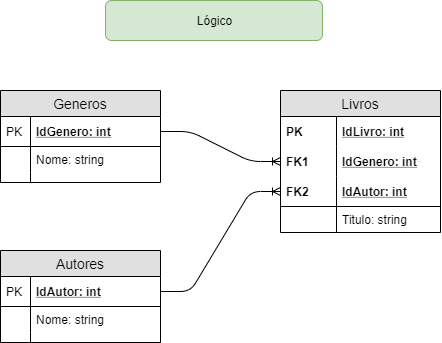 Lógico
Generos
PK IdGenero: int
Nome: string
Livros
PK IdLivro: int
FK1 IdGenero: int
FK2 IdAutor: int
Titulo: string
Autores
PK IdAutor: int
Nome: string